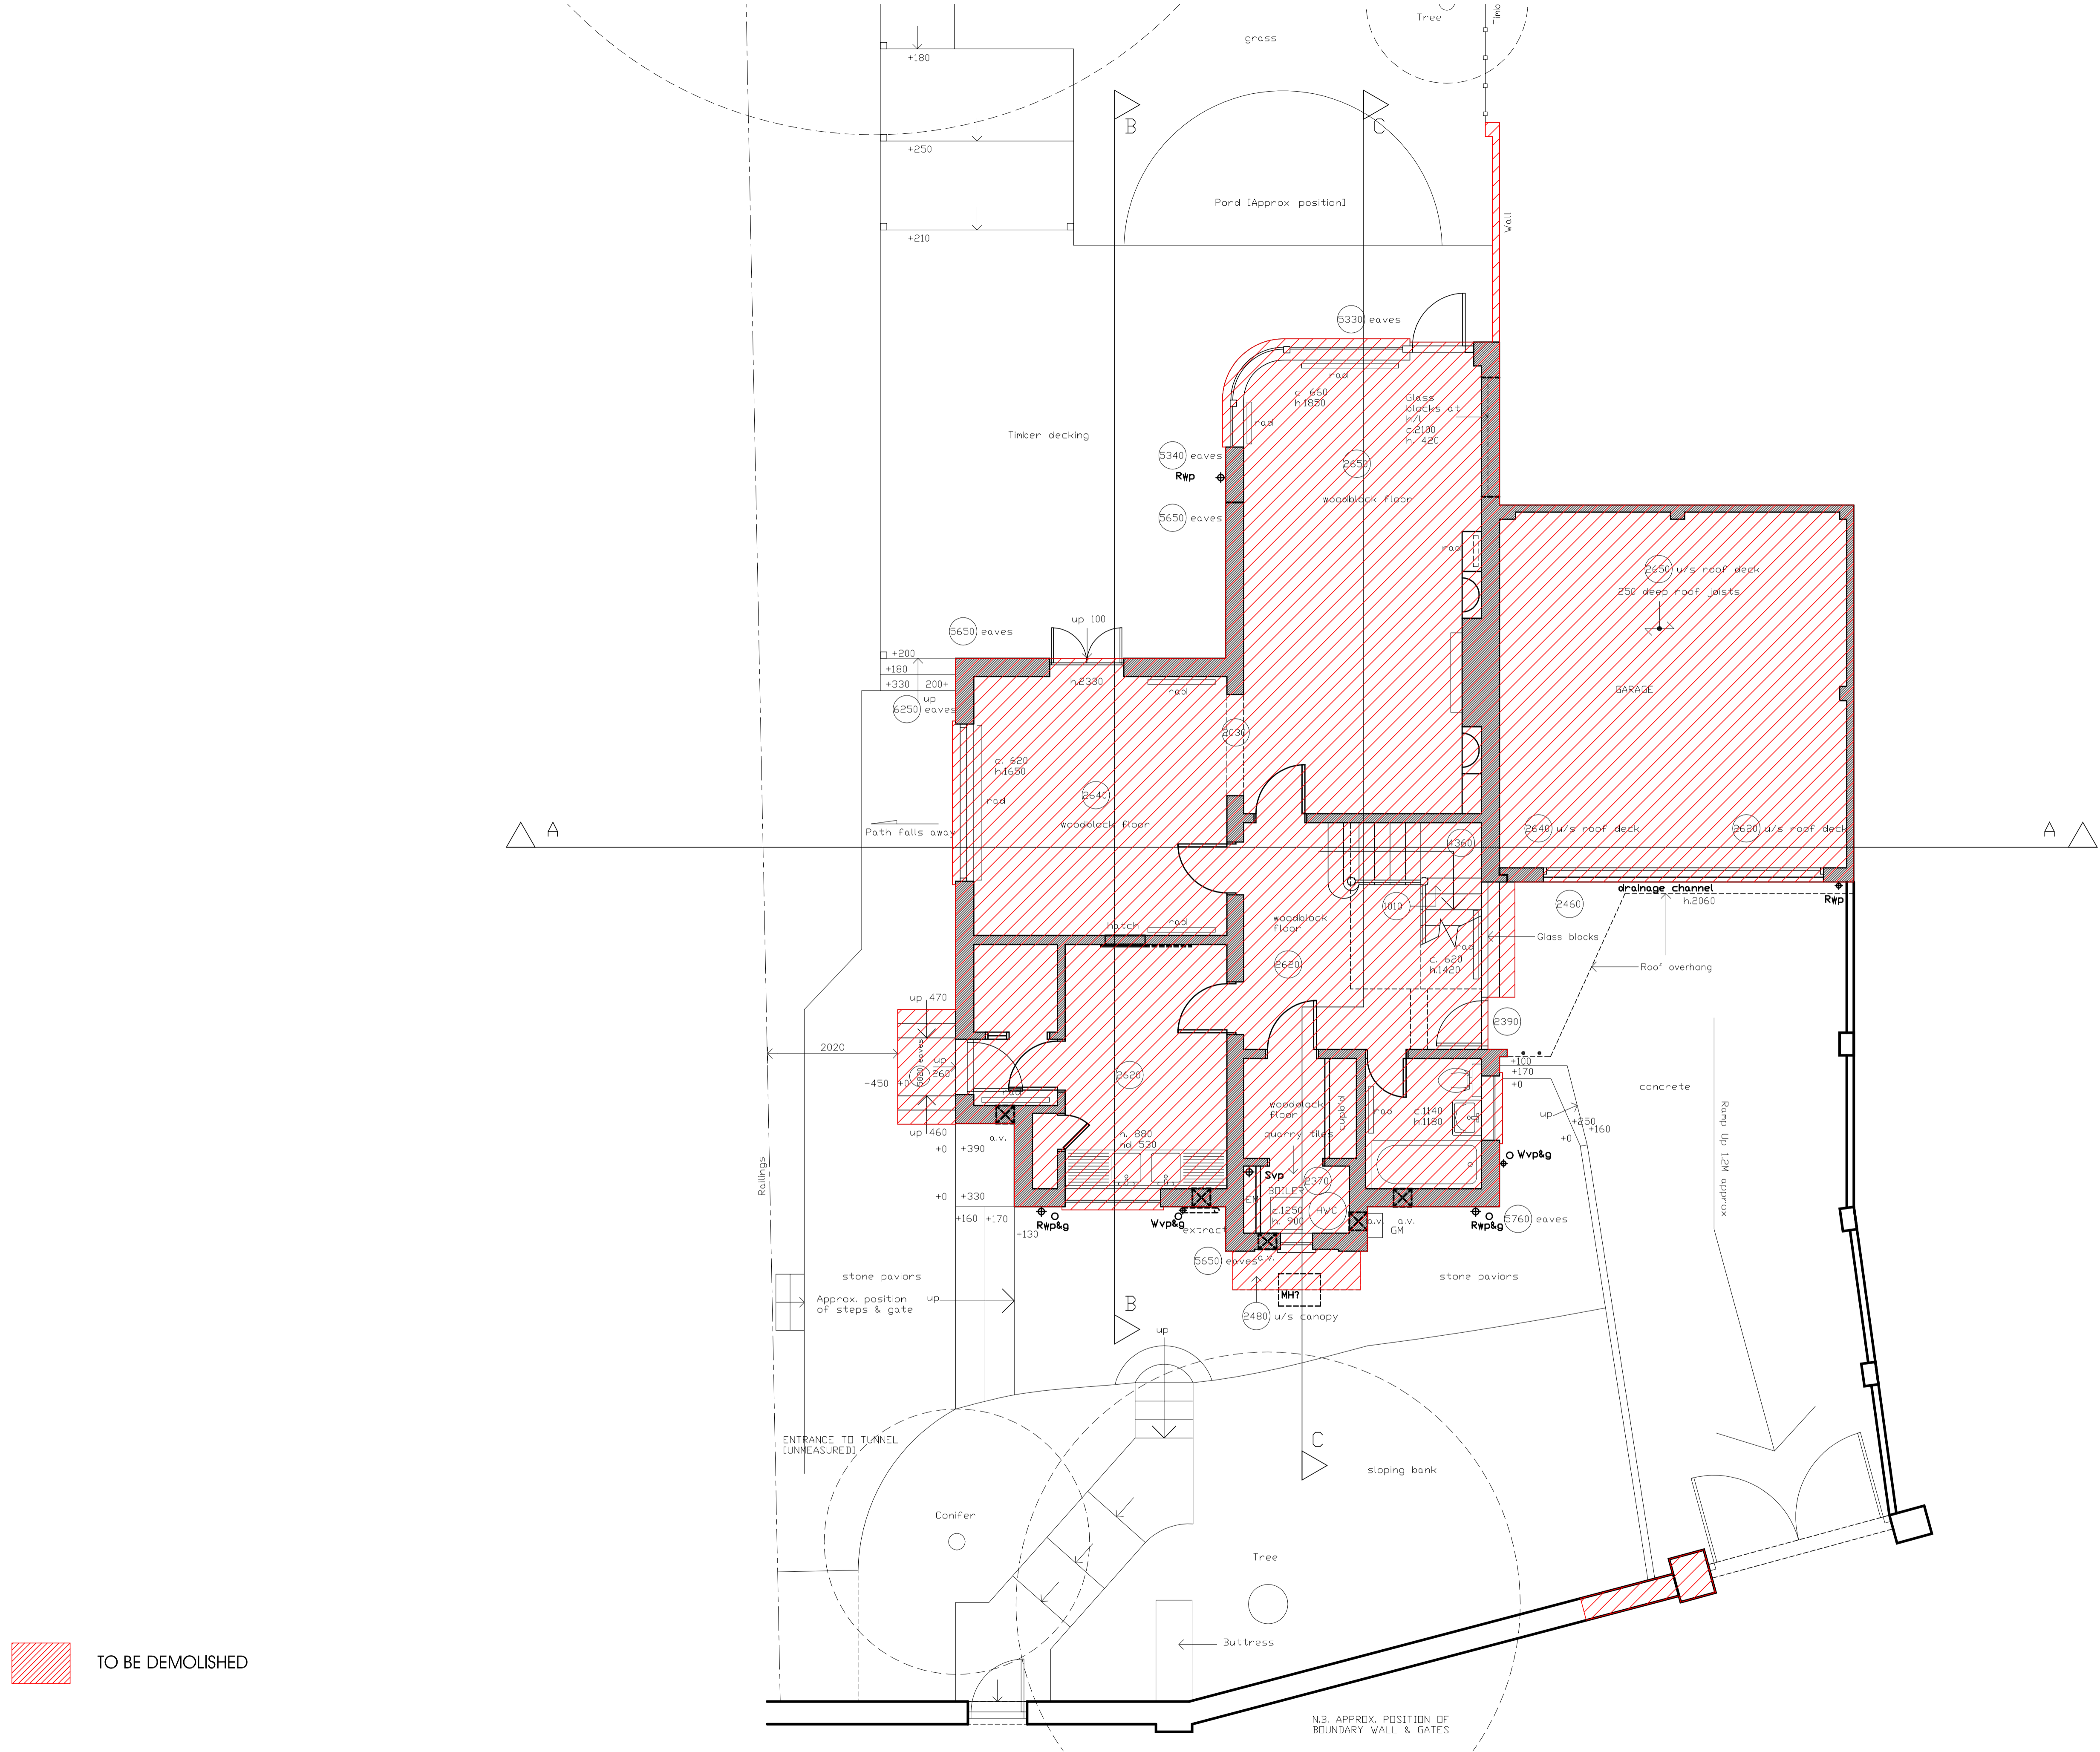 Tree
Timb
grass
+180
B
C
+250
Pond [Approx. position]
Wall
+210
5330 eaves
rad
c. 660
h.1850
Glass
blocks at
h/l
c.2100
h. 420
rad
Timber decking
5340 eaves
2650
Rwp
woodblock floor
5650 eaves
rad
2650 u/s roof deck
250 deep roof joists
up 100
5650 eaves
+200
+180
h.2330
+330
200+
rad
GARAGE
up
6250 eaves
2030
c. 620
h.1650
rad
2640
woodblock floor
Path falls away
A
A
2640 u/s roof deck
2620 u/s roof deck
4360
drainage channel
h.2060
Rwp
1010
2460
hatch
rad
woodblock
floor
Glass blocks
rad
c. 620
h.1420
2620
Roof overhang
up 470
2390
2020
5820 eaves
up
260
-450
+0
2620
+100
+170
+0
concrete
rad
woodblock
floor
cupb'd
rad
c.1140
h.1180
Ramp Up 12M approx
up
+250
+160
+0
up 460
a.v.
h. 880
hd 530
quarry tiles
+0
+390
Wvp&g
Railings
Svp
2370
BOILER
EM
c.1250
h. 900
HWC
+0
+330
+160
+170
+130
Rwp&g
Wvp&g
extract
a.v.
a.v.
GM
Rwp&g
5760 eaves
5650 eaves
a.v.
stone paviors
stone paviors
Approx. position
of steps & gate
up
MH?
B
2480 u/s canopy
up
ENTRANCE TO TUNNEL
[UNMEASURED]
C
sloping bank
Conifer
Tree
Buttress
TO BE DEMOLISHED
N.B. APPROX. POSITION OF
BOUNDARY WALL & GATES